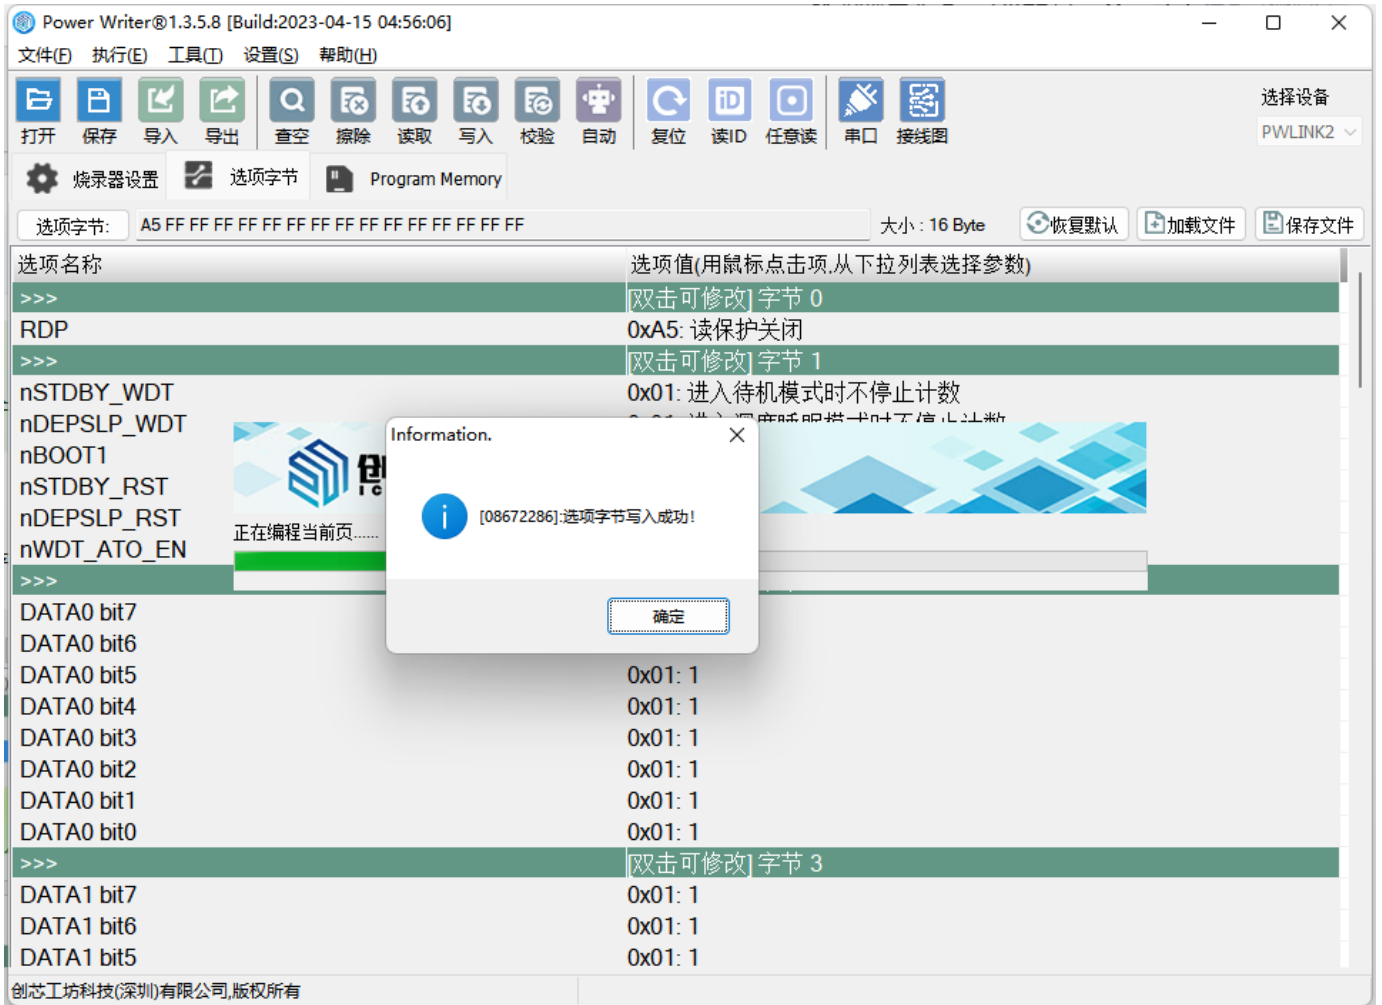 Power Writer®1.3.5.8 [Build:2023-04-15 04:56:06]
文件(F) 执行(E) 工具(T) 设置(S) 帮助(H)
打开 保存 导入 导出 查空 擦除 读取 写入 校验 自动 复位 读ID 任意读 串口 接线图
选择设备
PWLINK2
烧录器设置 选项字节 Program Memory
选项字节: A5 FF FF FF FF FF FF FF FF FF FF FF FF FF FF FF 大小 : 16 Byte 恢复默认 加载文件 保存文件
选项名称 选项值(用鼠标点击项,从下拉列表选择参数)
>>> [双击可修改] 字节 0
RDP 0xA5: 读保护关闭
>>> [双击可修改] 字节 1
nSTDBY_WDT 0x01: 进入待机模式时不停止计数
nDEPSLP_WDT
nBOOT1
nSTDBY_RST
nDEPSLP_RST
nWDT_ATO_EN
>>>
Information.
[08672286]:选项字节写入成功!
确定
正在编程当前页......
DATA0 bit7
DATA0 bit6
DATA0 bit5 0x01: 1
DATA0 bit4 0x01: 1
DATA0 bit3 0x01: 1
DATA0 bit2 0x01: 1
DATA0 bit1 0x01: 1
DATA0 bit0 0x01: 1
>>> [双击可修改] 字节 3
DATA1 bit7 0x01: 1
DATA1 bit6 0x01: 1
DATA1 bit5 0x01: 1
创芯工坊科技(深圳)有限公司,版权所有